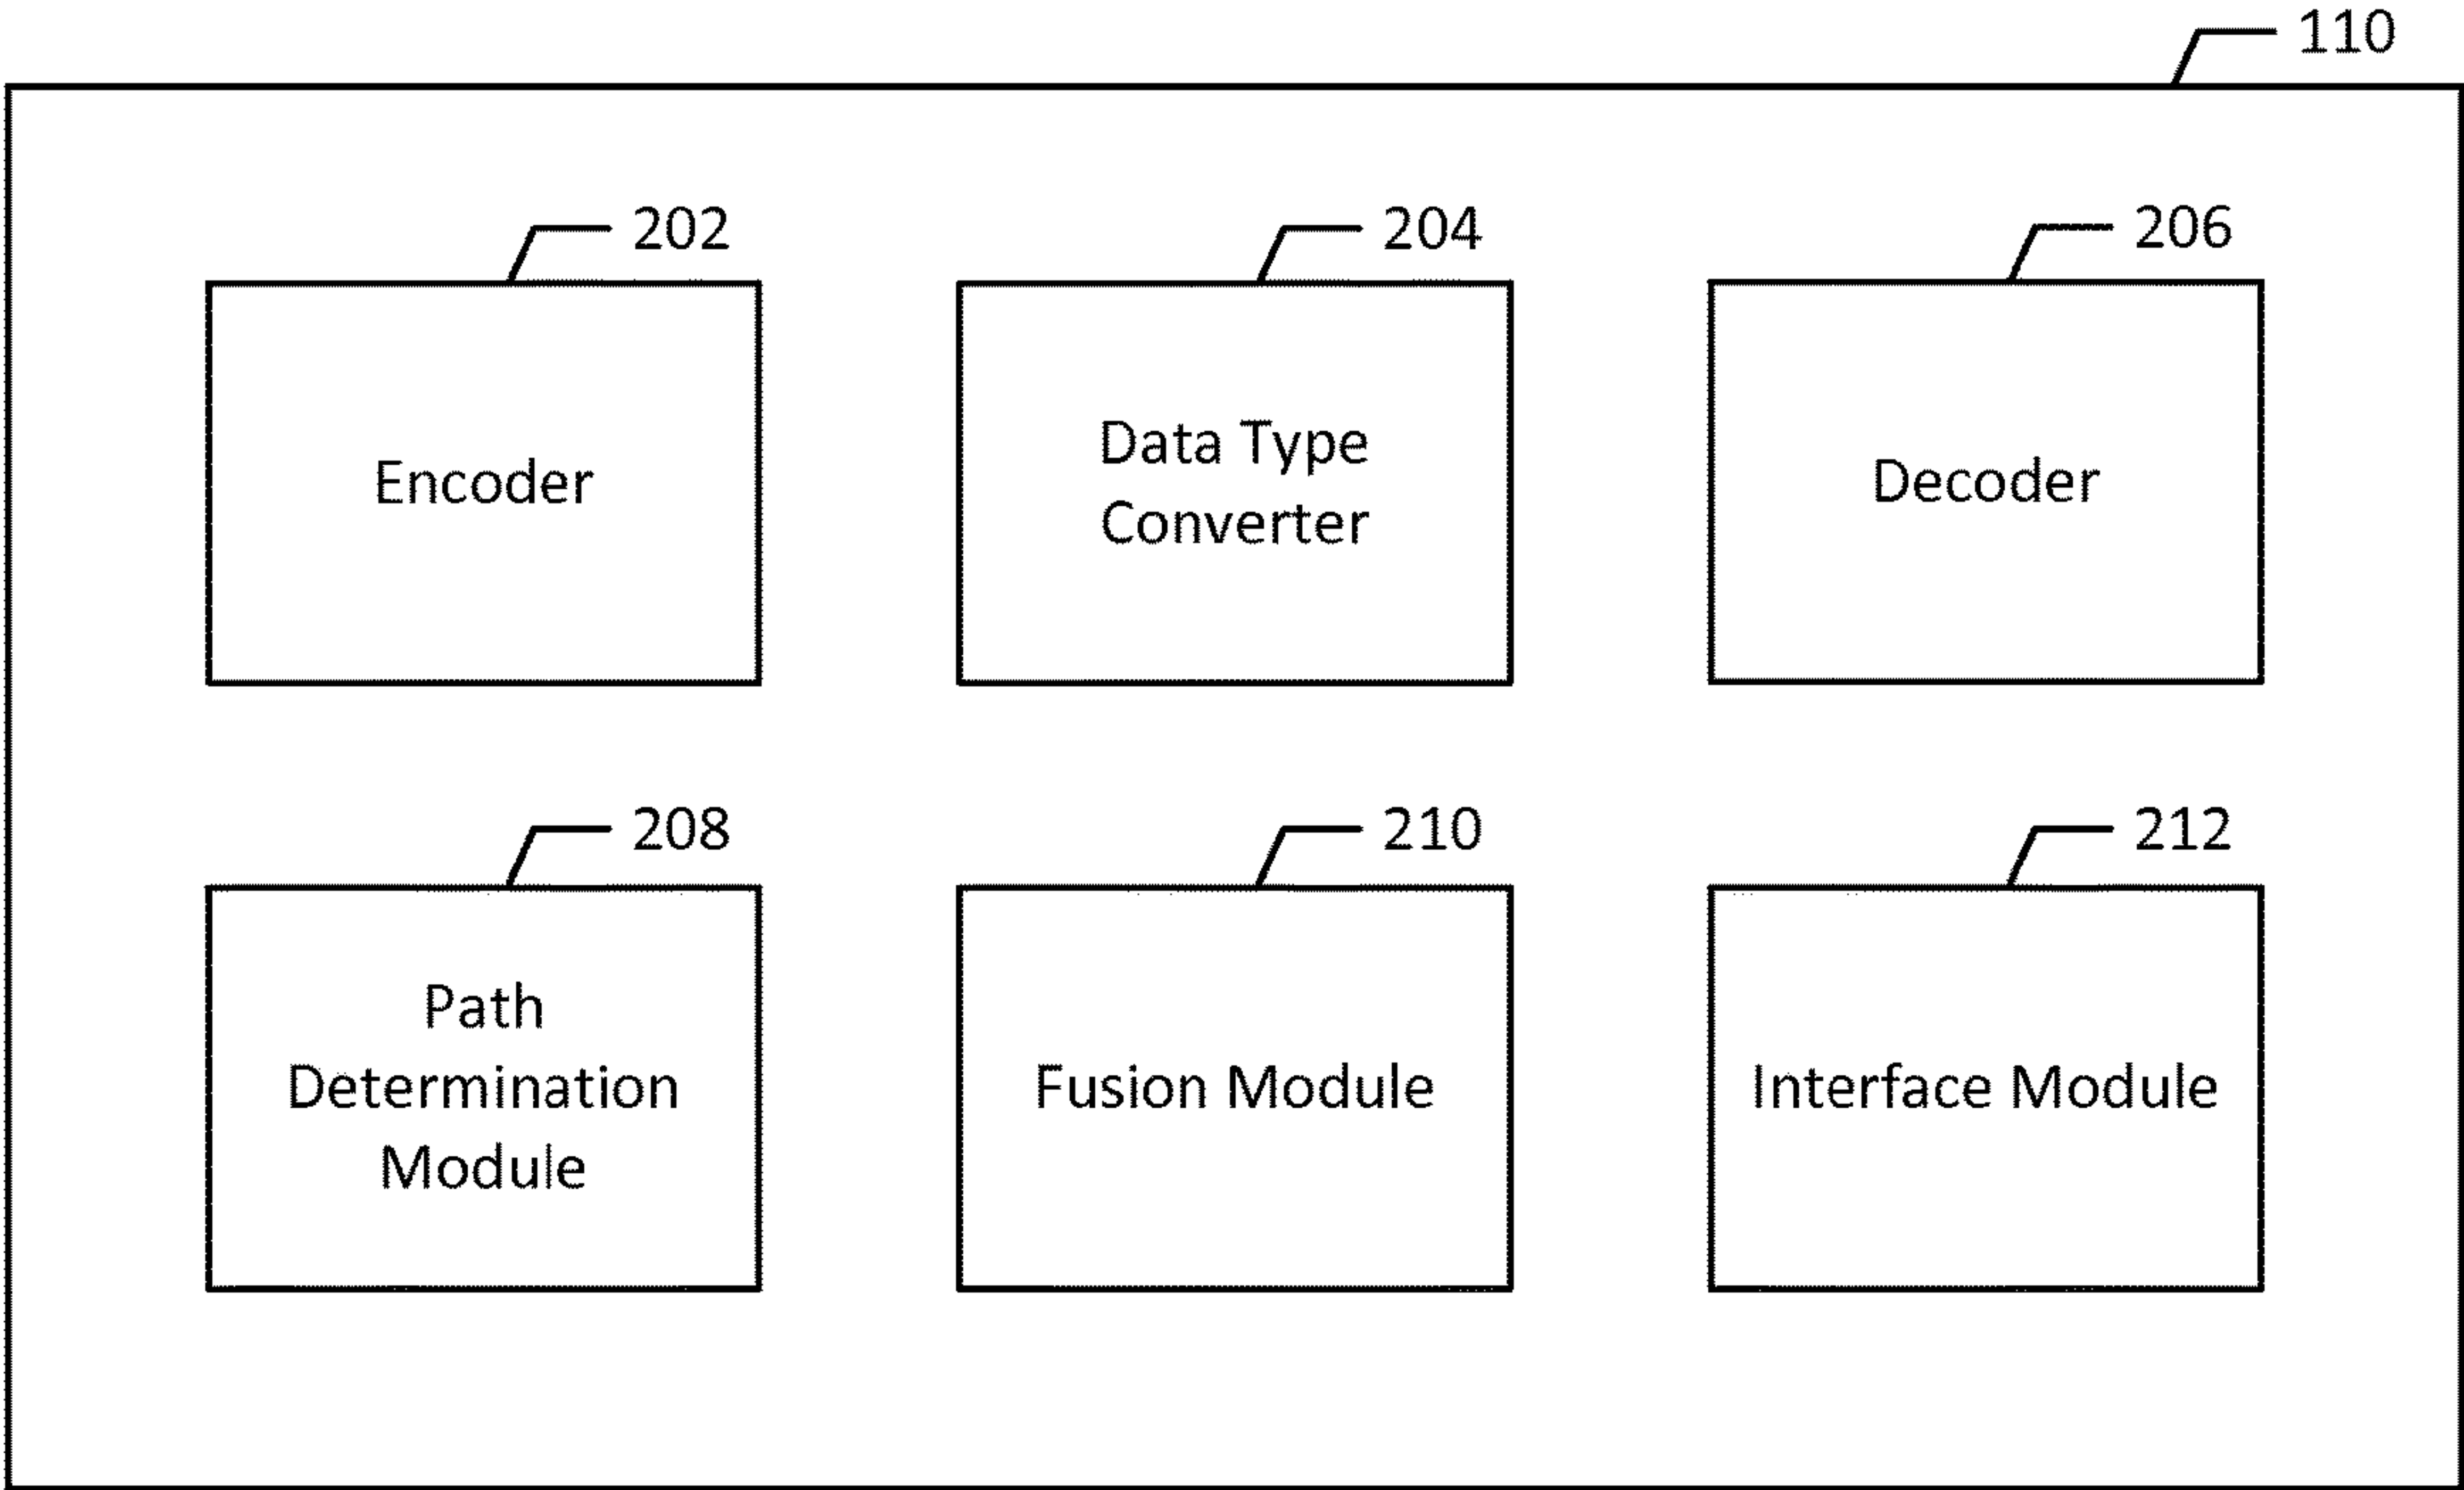 110
202
204
206
Encoder
Data Type
Converter
Decoder
208
210
212
Path
Determination
Module
Fusion Module
Interface Module